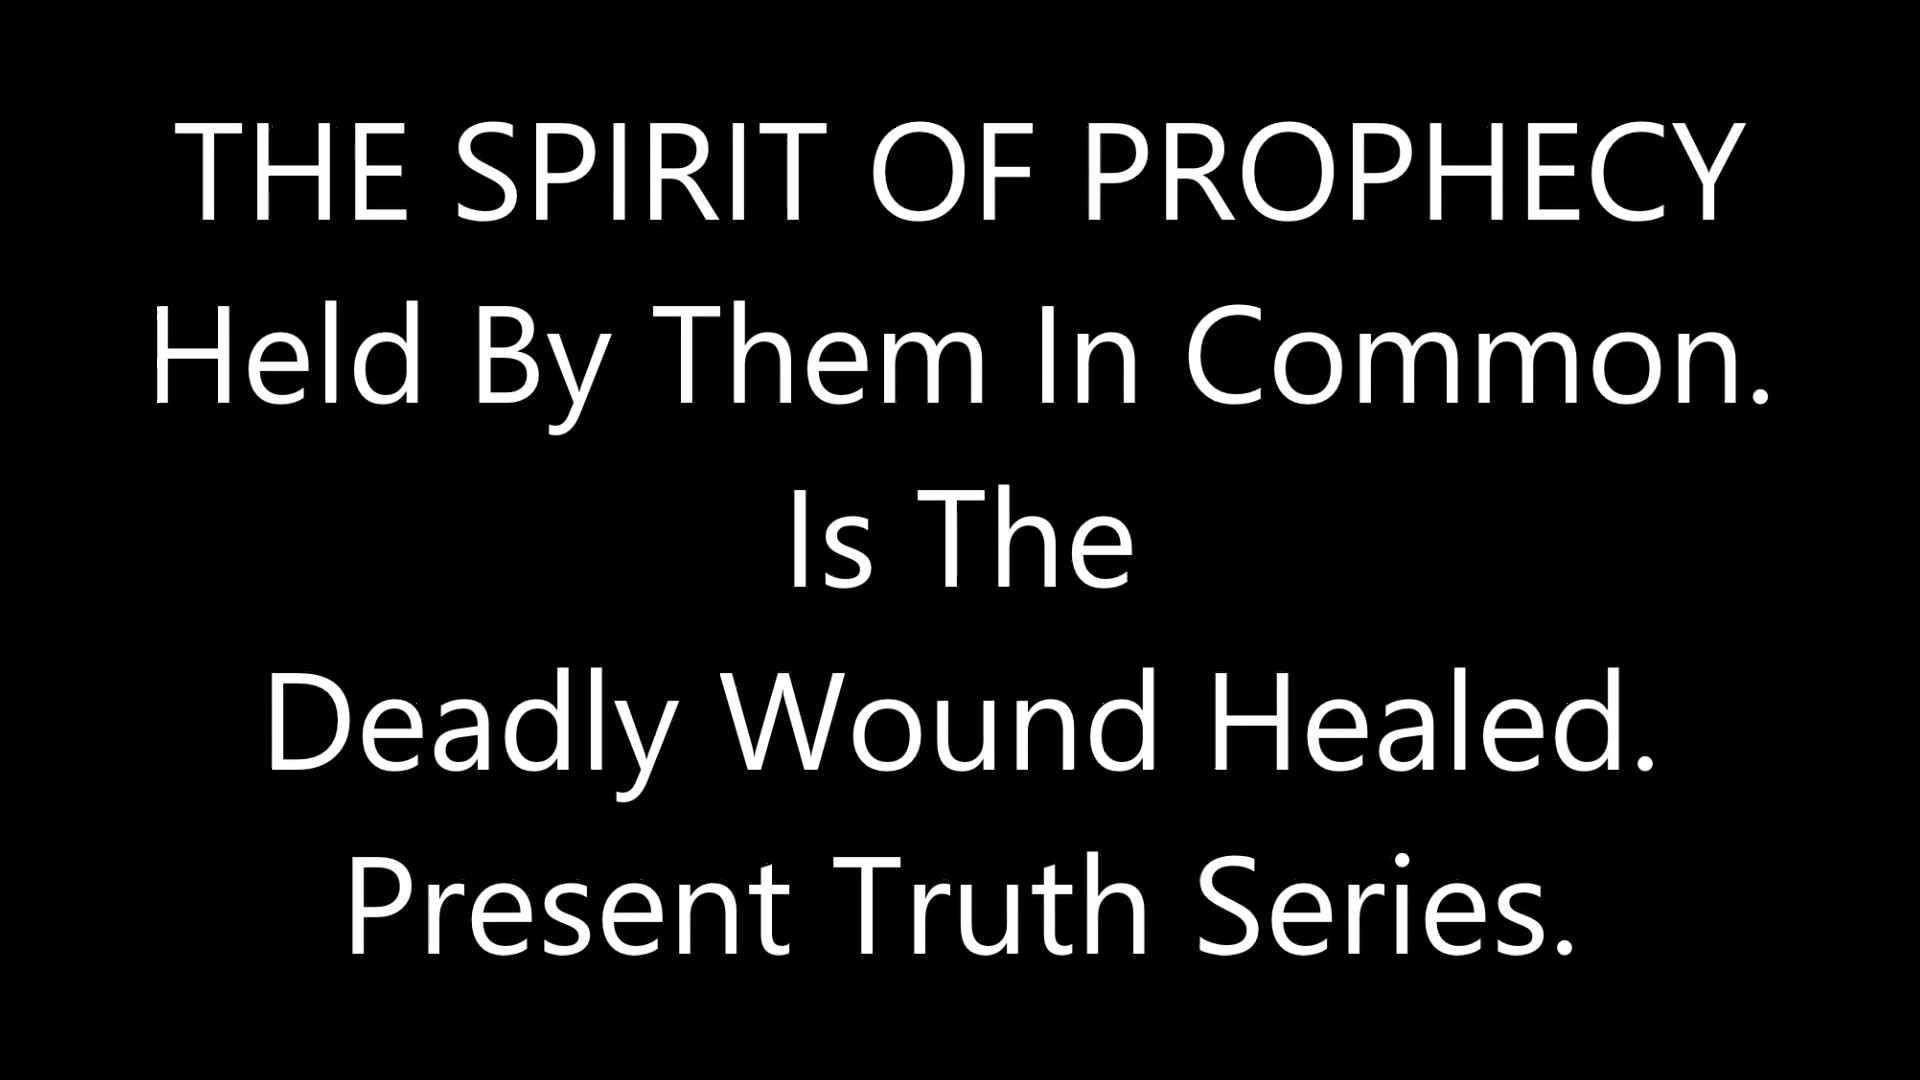 THE SPIRIT OF PROPHECY
Held By Them In Common.
Is The
Deadly Wound Healed.
Present Truth Series.